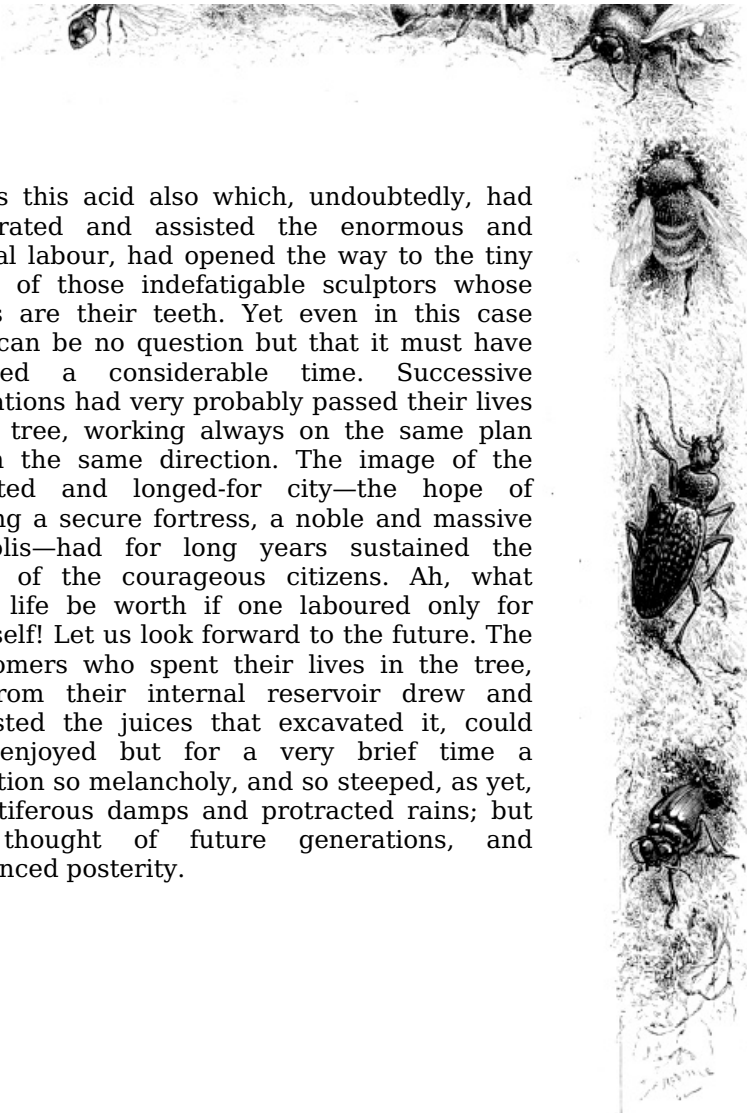 s this acid also which, undoubtedly, had
rated and assisted the enormous and
al labour, had opened the way to the tiny
of those indefatigable sculptors whose
s are their teeth. Yet even in this case
can be no question but that it must have
ed a considerable time. Successive
ations had very probably passed their lives
tree, working always on the same plan
n the same direction. The image of the
ted and longed-for city—the hope of
ng a secure fortress, a noble and massive
olis—had for long years sustained the
of the courageous citizens. Ah, what
life be worth if one laboured only for
self! Let us look forward to the future. The
omers who spent their lives in the tree,
rom their internal reservoir drew and
sted the juices that excavated it, could
enjoyed but for a very brief time a
tion so melancholy, and so steeped, as yet,
tiferous damps and protracted rains; but
thought of future generations, and
nced posterity.